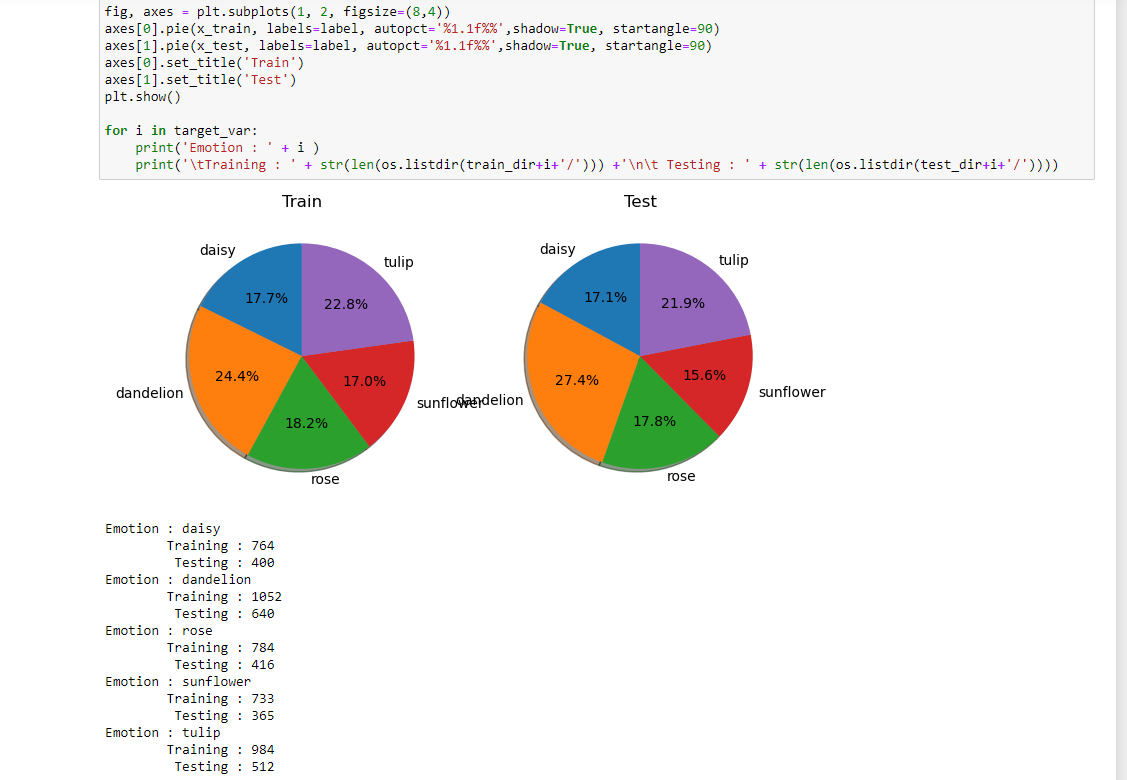 fig, axes = plt.subplots(1, 2, figsize=(8,4))
axes[0].pie(x_train, labels=label, autopct='%1.1f%%',shadow=True, startangle=90)
axes[1].pie(x_test, labels=label, autopct='%1.1f%%',shadow=True, startangle=90)
axes[0].set_title('Train')
axes[1].set_title('Test')
plt.show()
for i in target_var:
    print('Emotion : ' + i )
    print('\tTraining : ' + str(len(os.listdir(train_dir+i+'/'))) +'\n\t Testing : ' + str(len(os.listdir(test_dir+i+'/'))))
Train
daisy
tulip
17.7%
22.8%
24.4%
17.0%
dandelion
sunflower
18.2%
rose
Test
daisy
tulip
17.1%
21.9%
27.4%
15.6%
sunflower
dandelion
17.8%
rose
Emotion : daisy
        Training : 764
         Testing : 400
Emotion : dandelion
        Training : 1052
         Testing : 640
Emotion : rose
        Training : 784
         Testing : 416
Emotion : sunflower
        Training : 733
         Testing : 365
Emotion : tulip
        Training : 984
         Testing : 512